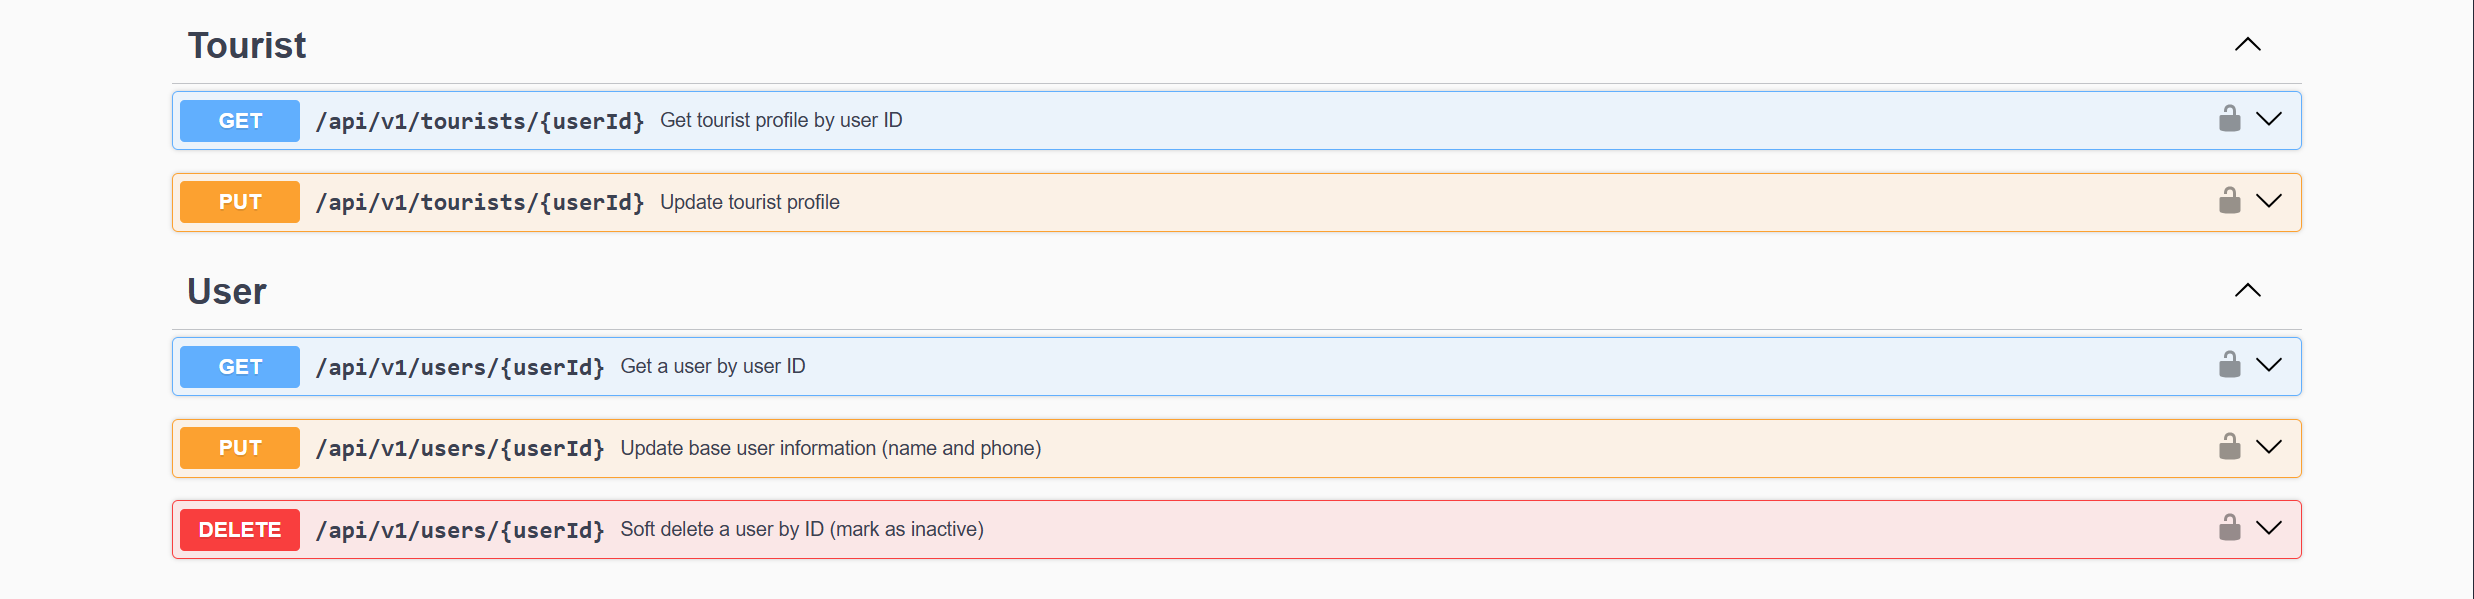 Tourist
GET /api/v1/tourists/{userId} Get tourist profile by user ID
PUT /api/v1/tourists/{userId} Update tourist profile
User
GET /api/v1/users/{userId} Get a user by user ID
PUT /api/v1/users/{userId} Update base user information (name and phone)
DELETE /api/v1/users/{userId} Soft delete a user by ID (mark as inactive)